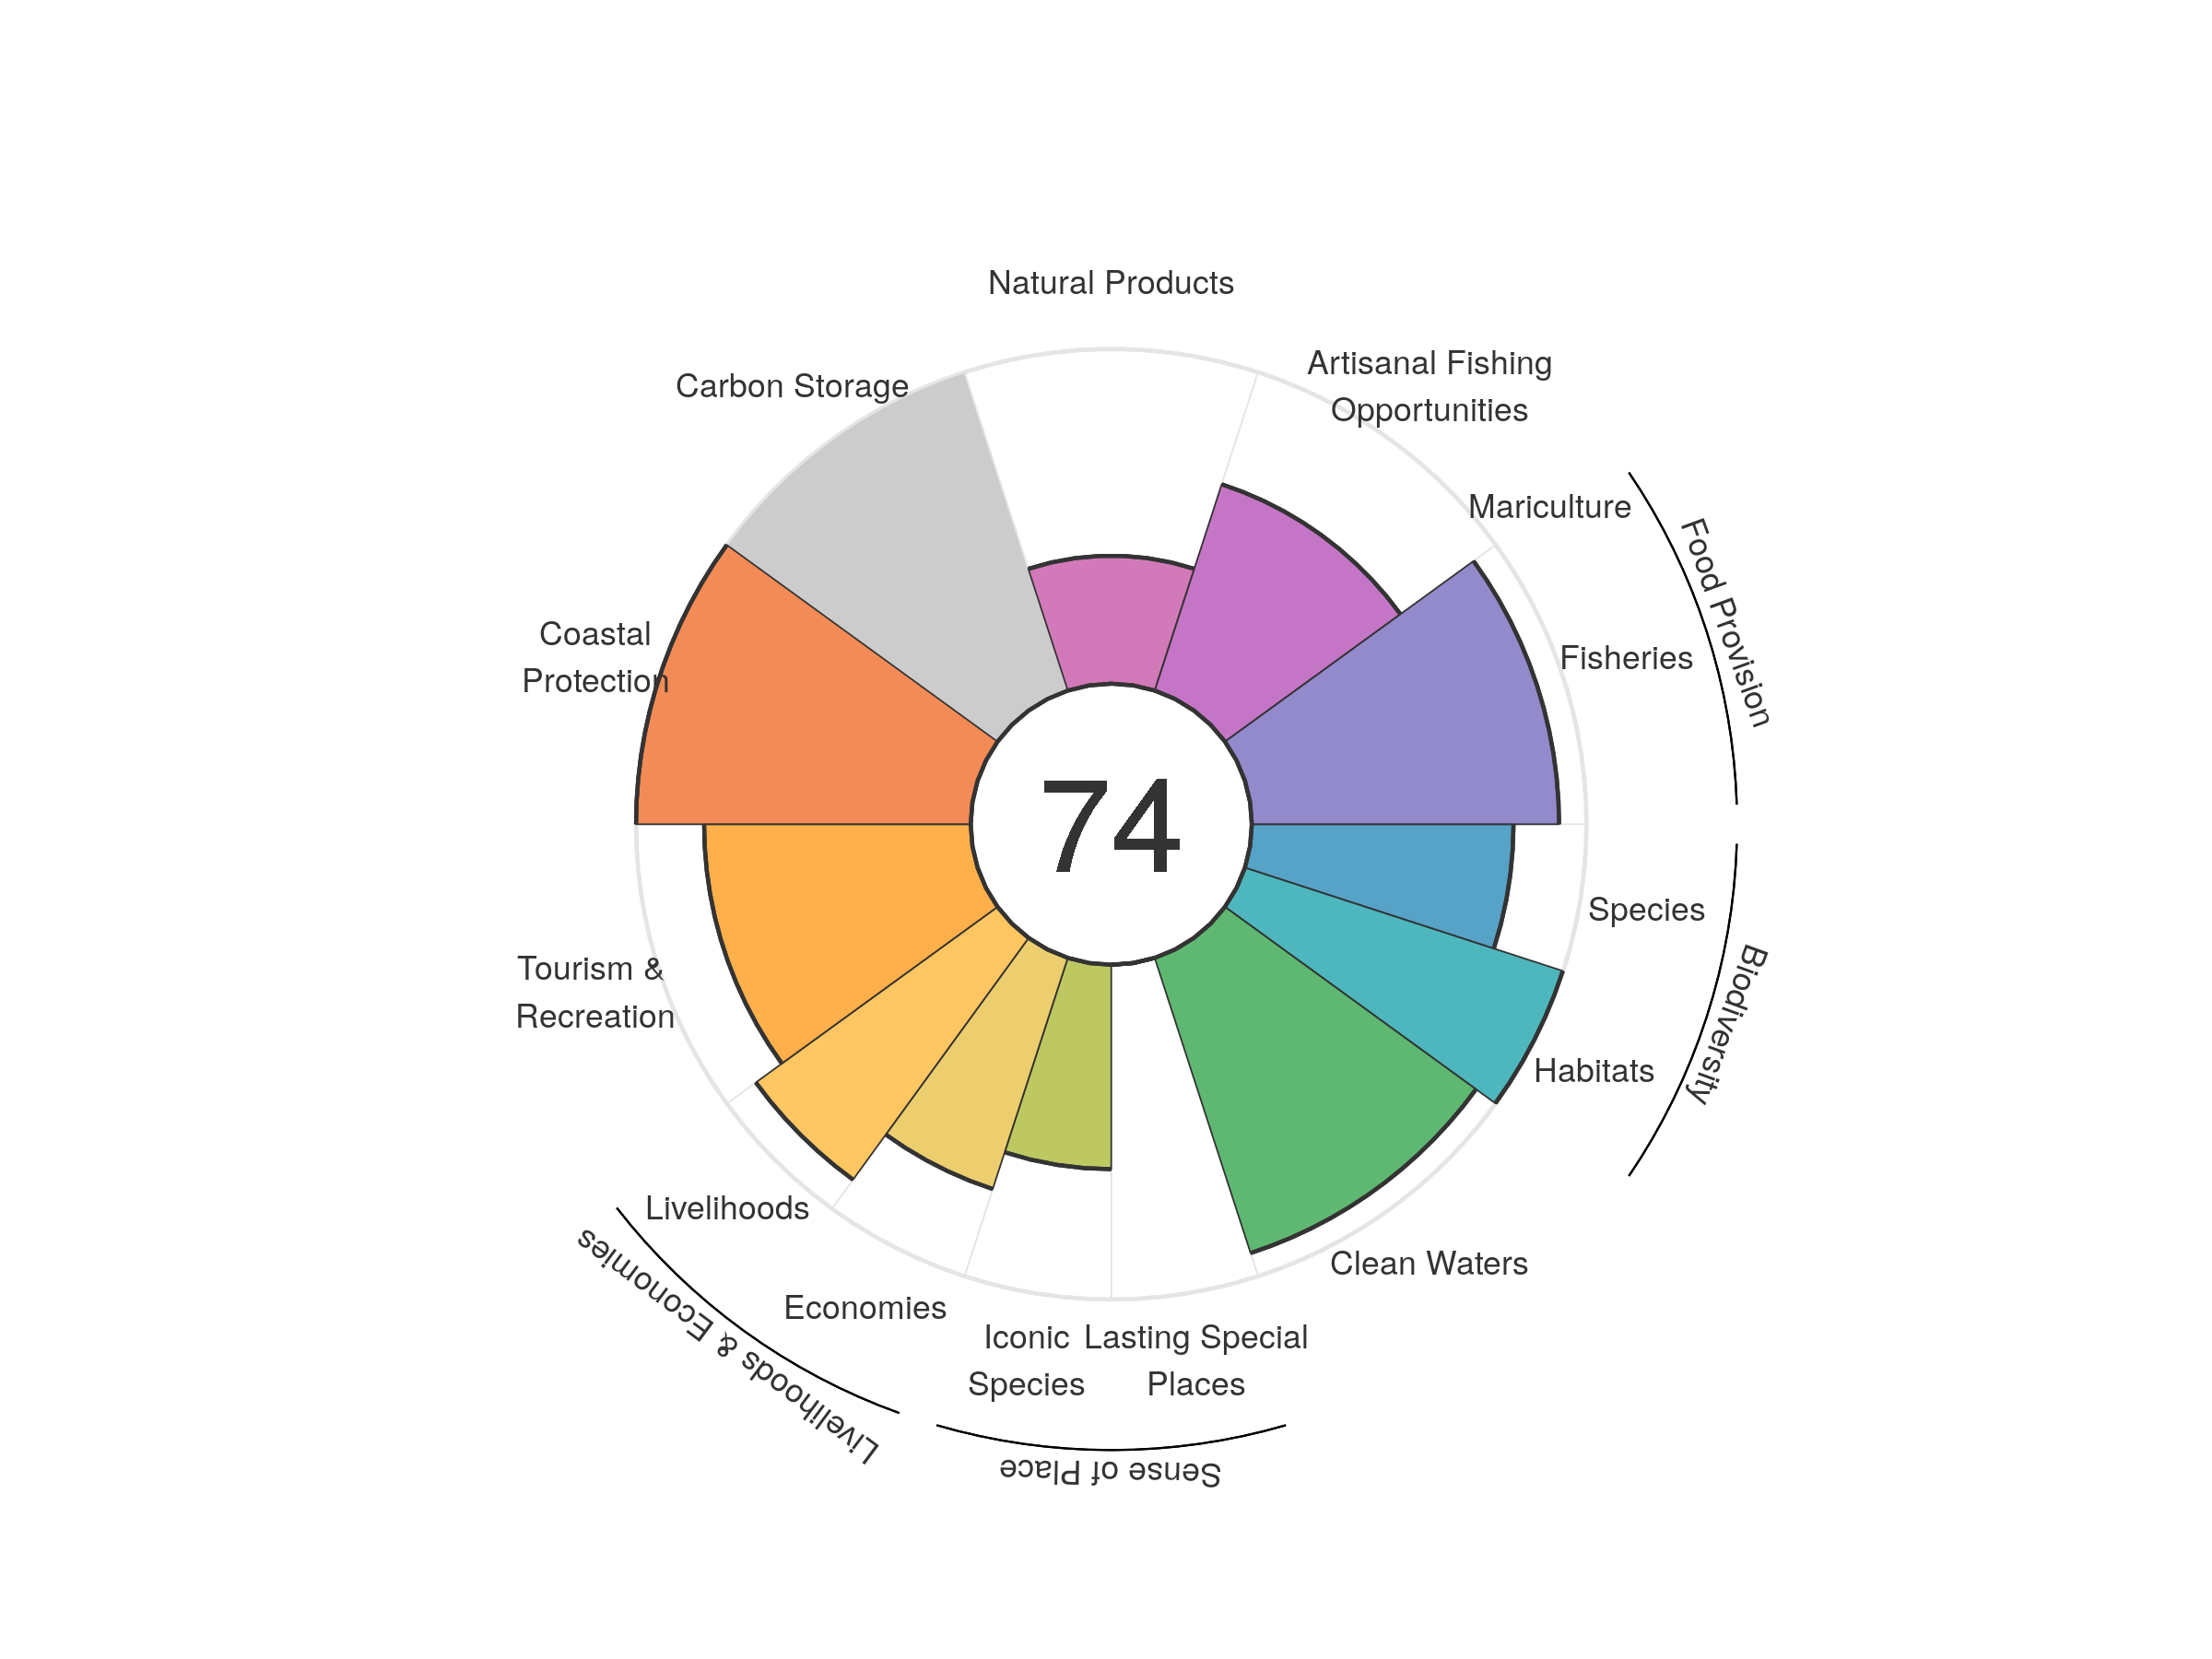 Natural Products
Artisanal Fishing
Opportunities
Carbon Storage
Mariculture
Food Provision
Coastal
Protection
Fisheries
74
Species
Biodiversity
Tourism &
Recreation
Habitats
Livelihoods
Clean Waters
Livelihoods & Economies
Economies
Iconic
Species
Lasting Special
Places
Sense of Place